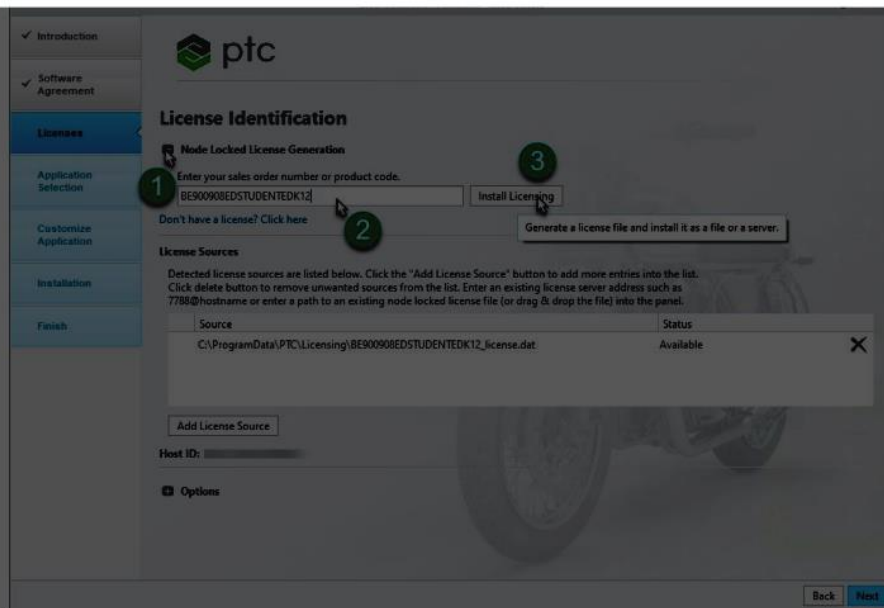 Introduction
ptc
Software
Agreement
License Identification
Licenses
Node Locked License Generation
3
Application
Selection
1
Enter your sales order number or product code.
BE900908EDSTUDENTEDK12
Install Licensing
2
Don't have a license? Click here
Generate a license file and install it as a file or a server.
Customize
Application
License Sources
Detected license sources are listed below. Click the "Add License Source" button to add more entries into the list.
Click delete button to remove unwanted sources from the list. Enter an existing license server address such as
7788@hostname or enter a path to an existing node locked license file (or drag & drop the file) into the panel.
Installation
Finish
Source Status
C:\ProgramData\PTC\Licensing\BE900908EDSTUDENTEDK12_license.dat Available
Add License Source
Host ID:
Options
Back Next